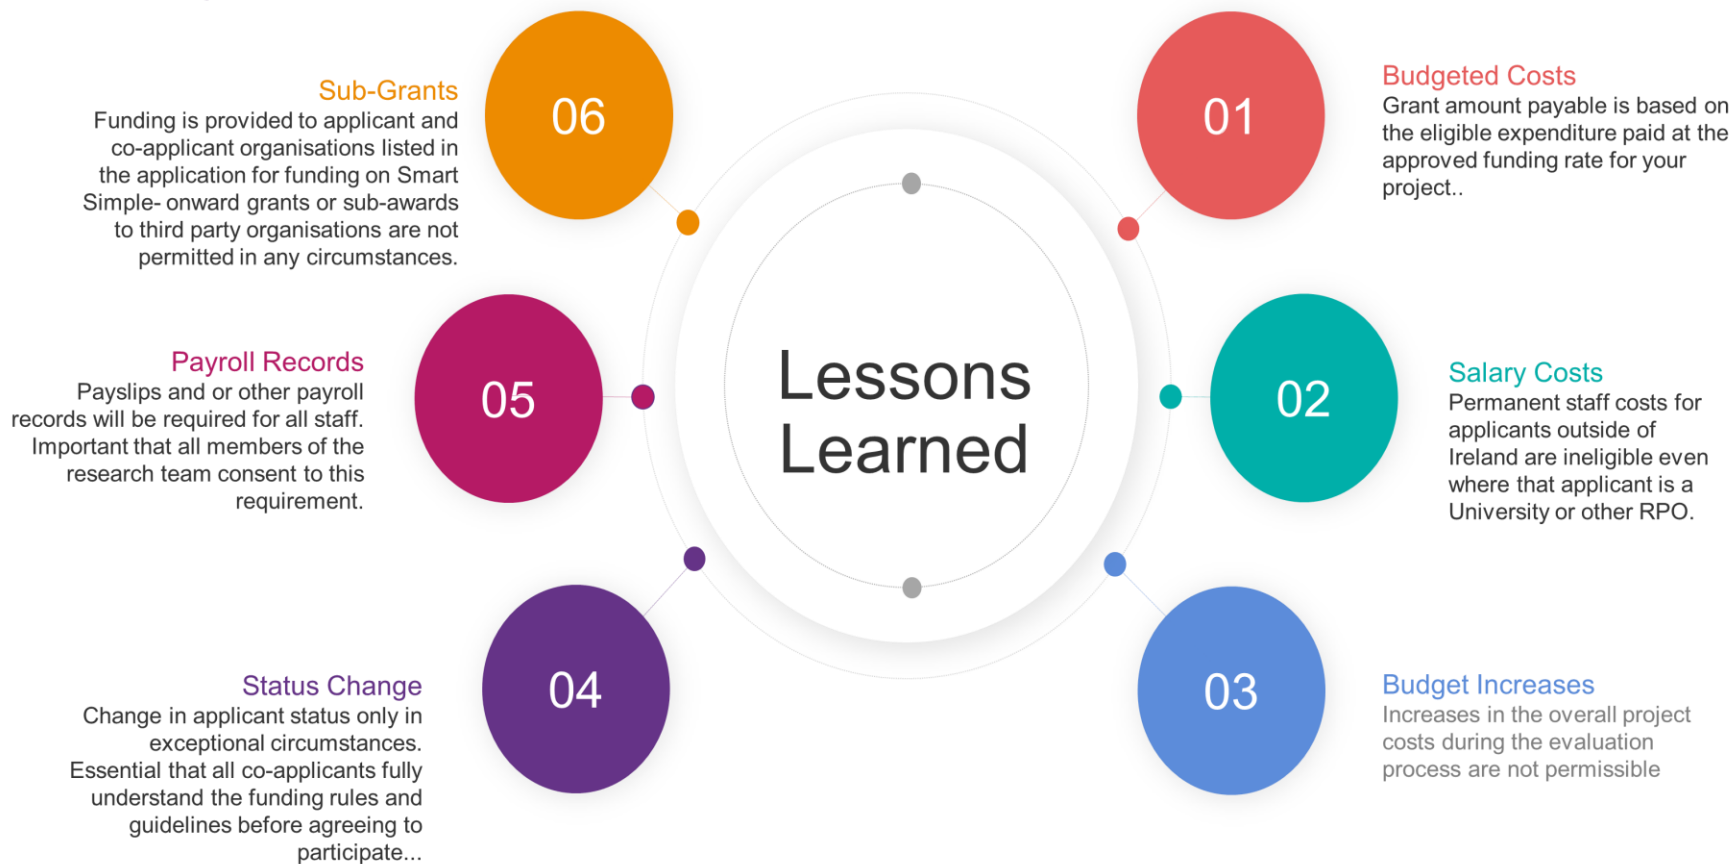 Lessons
Learned
01
Budgeted Costs
Grant amount payable is based on
the eligible expenditure paid at the
approved funding rate for your
project..
02
Salary Costs
Permanent staff costs for
applicants outside of
Ireland are ineligible even
where that applicant is a
University or other RPO.
03
Budget Increases
Increases in the overall project
costs during the evaluation
process are not permissible
04
Status Change
Change in applicant status only in
exceptional circumstances.
Essential that all co-applicants fully
understand the funding rules and
guidelines before agreeing to
participate...
05
Payroll Records
Payslips and or other payroll
records will be required for all staff.
Important that all members of the
research team consent to this
requirement.
06
Sub-Grants
Funding is provided to applicant and
co-applicant organisations listed in
the application for funding on Smart
Simple- onward grants or sub-awards
to third party organisations are not
permitted in any circumstances.